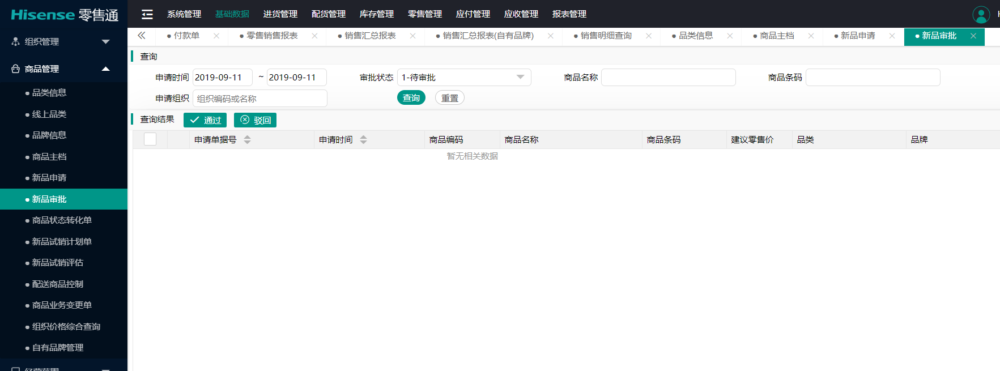 Hisense 零售通
系统管理 基础数据 进货管理 配货管理 库存管理 零售管理 应付管理 应收管理 报表管理
付款单 零售销售报表 销售汇总报表 销售汇总报表(自有品牌) 销售明细查询 品类信息 商品主档 新品申请 新品审批
组织管理
商品管理
品类信息
线上品类
品牌信息
商品主档
新品申请
新品审批
商品状态转化单
新品试销计划单
新品试销评估
配送商品控制
商品业务变更单
组织价格综合查询
自有品牌管理
查询
申请时间 2019-09-11 ~ 2019-09-11 审批状态 1-待审批 商品名称 商品条码
申请组织 组织编码或名称 查询 重置
查询结果 通过 驳回
申请单据号 申请时间 商品编码 商品名称 商品条码 建议零售价 品类 品牌
暂无相关数据